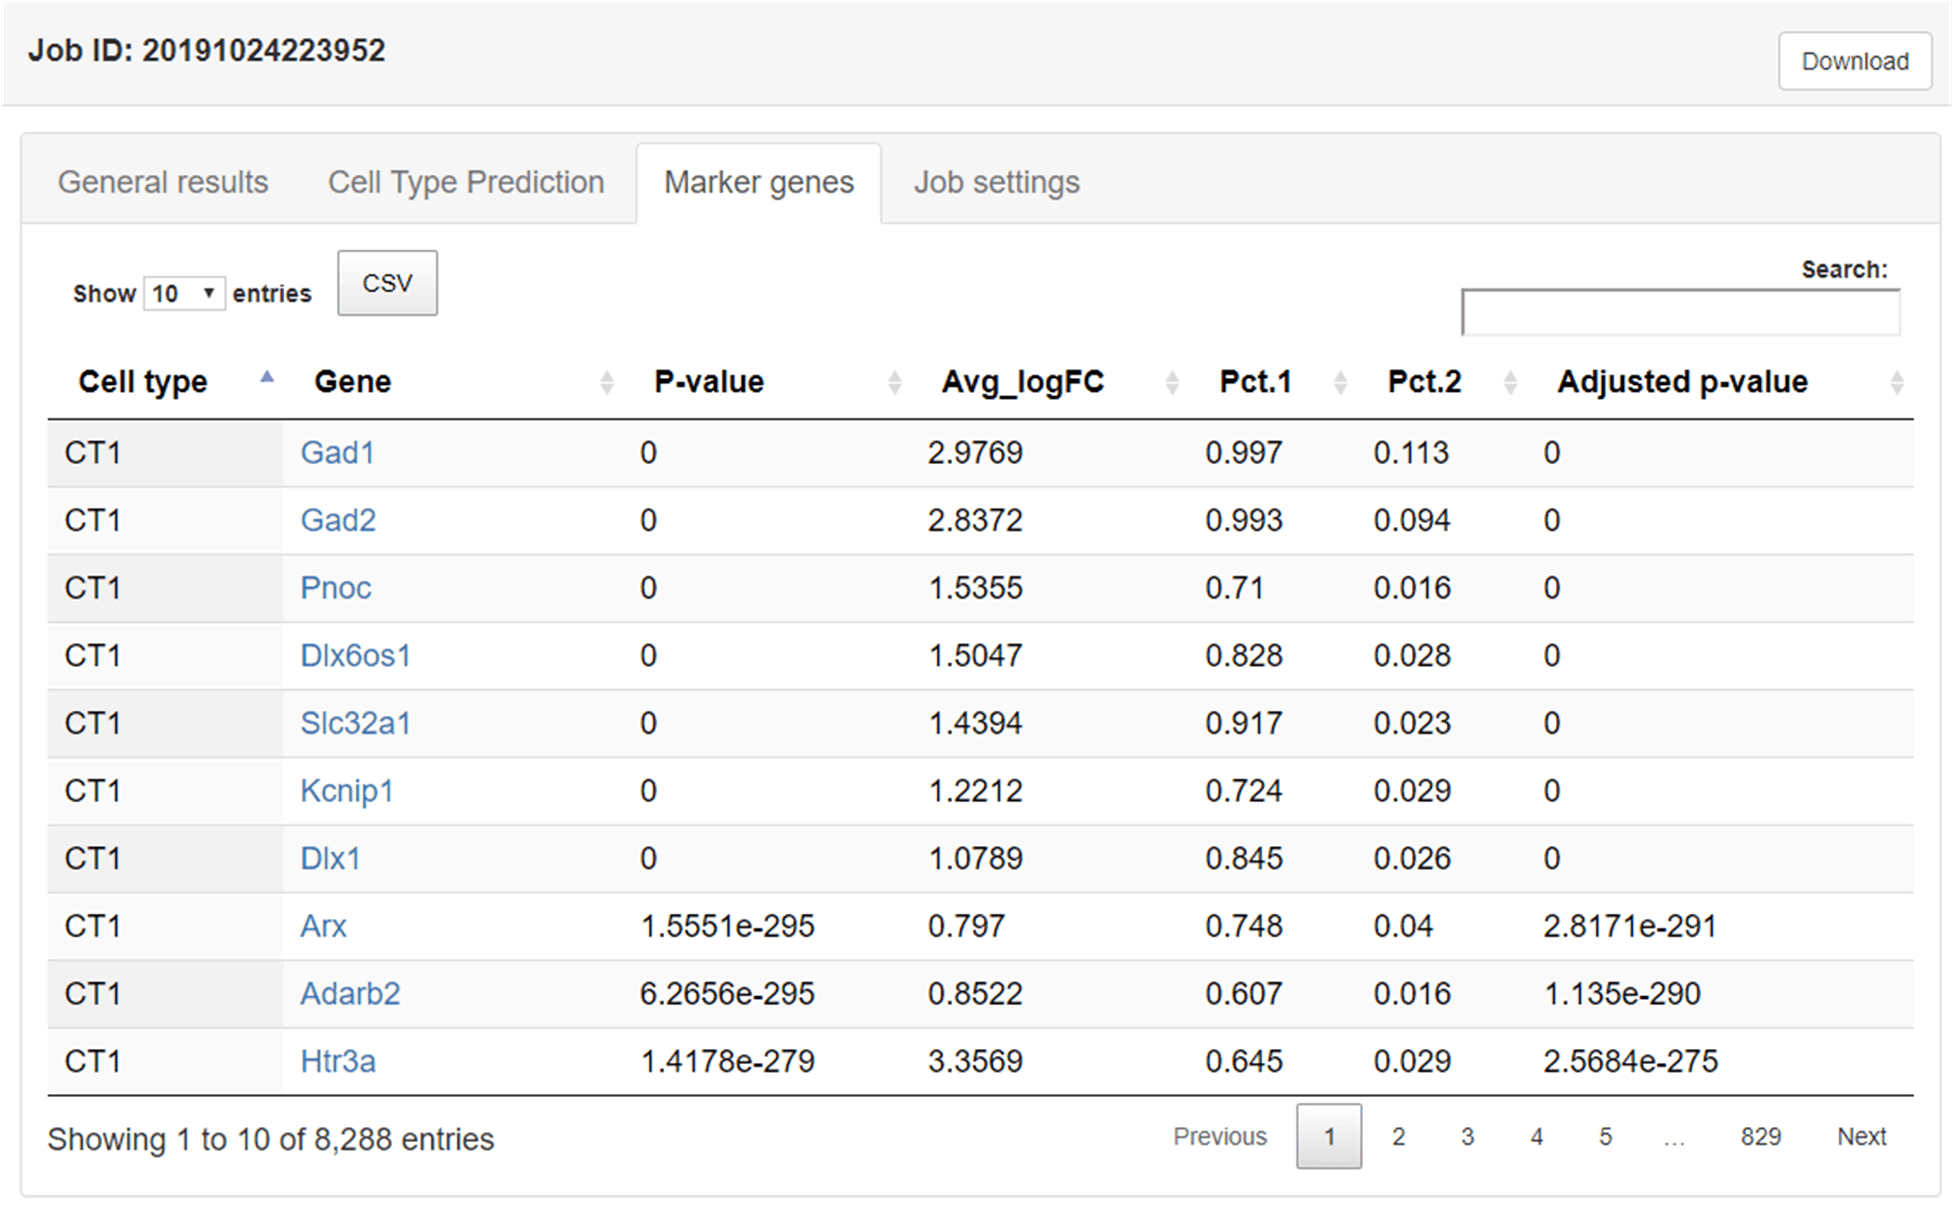 Job ID: 20191024223952
Download
General results Cell Type Prediction Marker genes Job settings
Show 10 entries CSV
Search:
Cell type Gene P-value Avg_logFC Pct.1 Pct.2 Adjusted p-value
CT1 Gad1 0 2.9769 0.997 0.113 0
CT1 Gad2 0 2.8372 0.993 0.094 0
CT1 Pnoc 0 1.5355 0.71 0.016 0
CT1 Dlx6os1 0 1.5047 0.828 0.028 0
CT1 Slc32a1 0 1.4394 0.917 0.023 0
CT1 Kcnip1 0 1.2212 0.724 0.029 0
CT1 Dlx1 0 1.0789 0.845 0.026 0
CT1 Arx 1.5551e-295 0.797 0.748 0.04 2.8171e-291
CT1 Adarb2 6.2656e-295 0.8522 0.607 0.016 1.135e-290
CT1 Htr3a 1.4178e-279 3.3569 0.645 0.029 2.5684e-275
Showing 1 to 10 of 8,288 entries
Previous 1 2 3 4 5 ... 829 Next